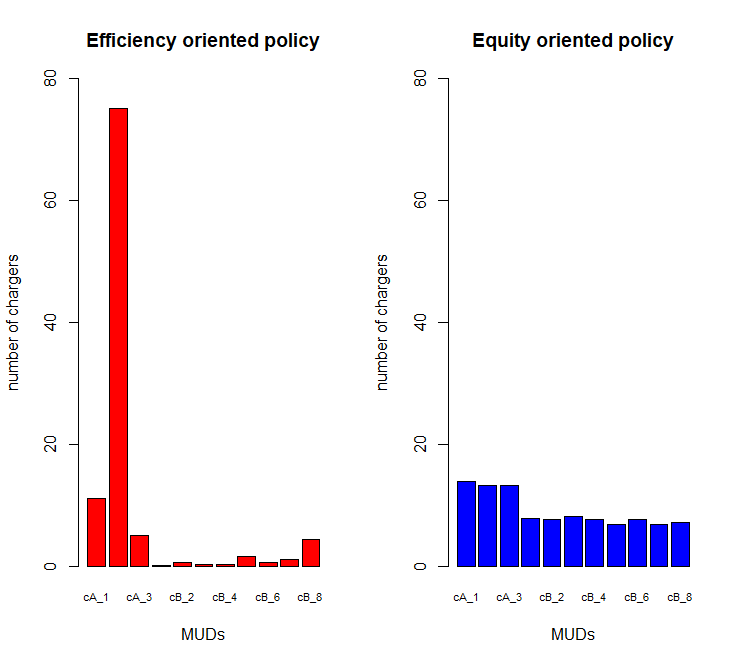 Efficiency oriented policy
number of chargers
80
60
40
20
0
cA_1 cA_3 cB_2 cB_4 cB_6 cB_8
MUDs
Equity oriented policy
number of chargers
80
60
40
20
0
cA_1 cA_3 cB_2 cB_4 cB_6 cB_8
MUDs